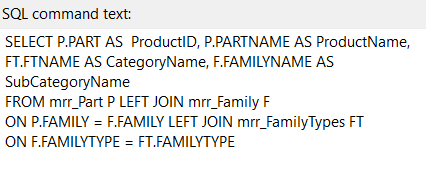 SQL command text:
SELECT P.PART AS  ProductID, P.PARTNAME AS ProductName,
FT.FTNAME AS CategoryName, F.FAMILYNAME AS
SubCategoryName
FROM mrr_Part P LEFT JOIN mrr_Family F
ON P.FAMILY = F.FAMILY LEFT JOIN mrr_FamilyTypes FT
ON F.FAMILYTYPE = FT.FAMILYTYPE